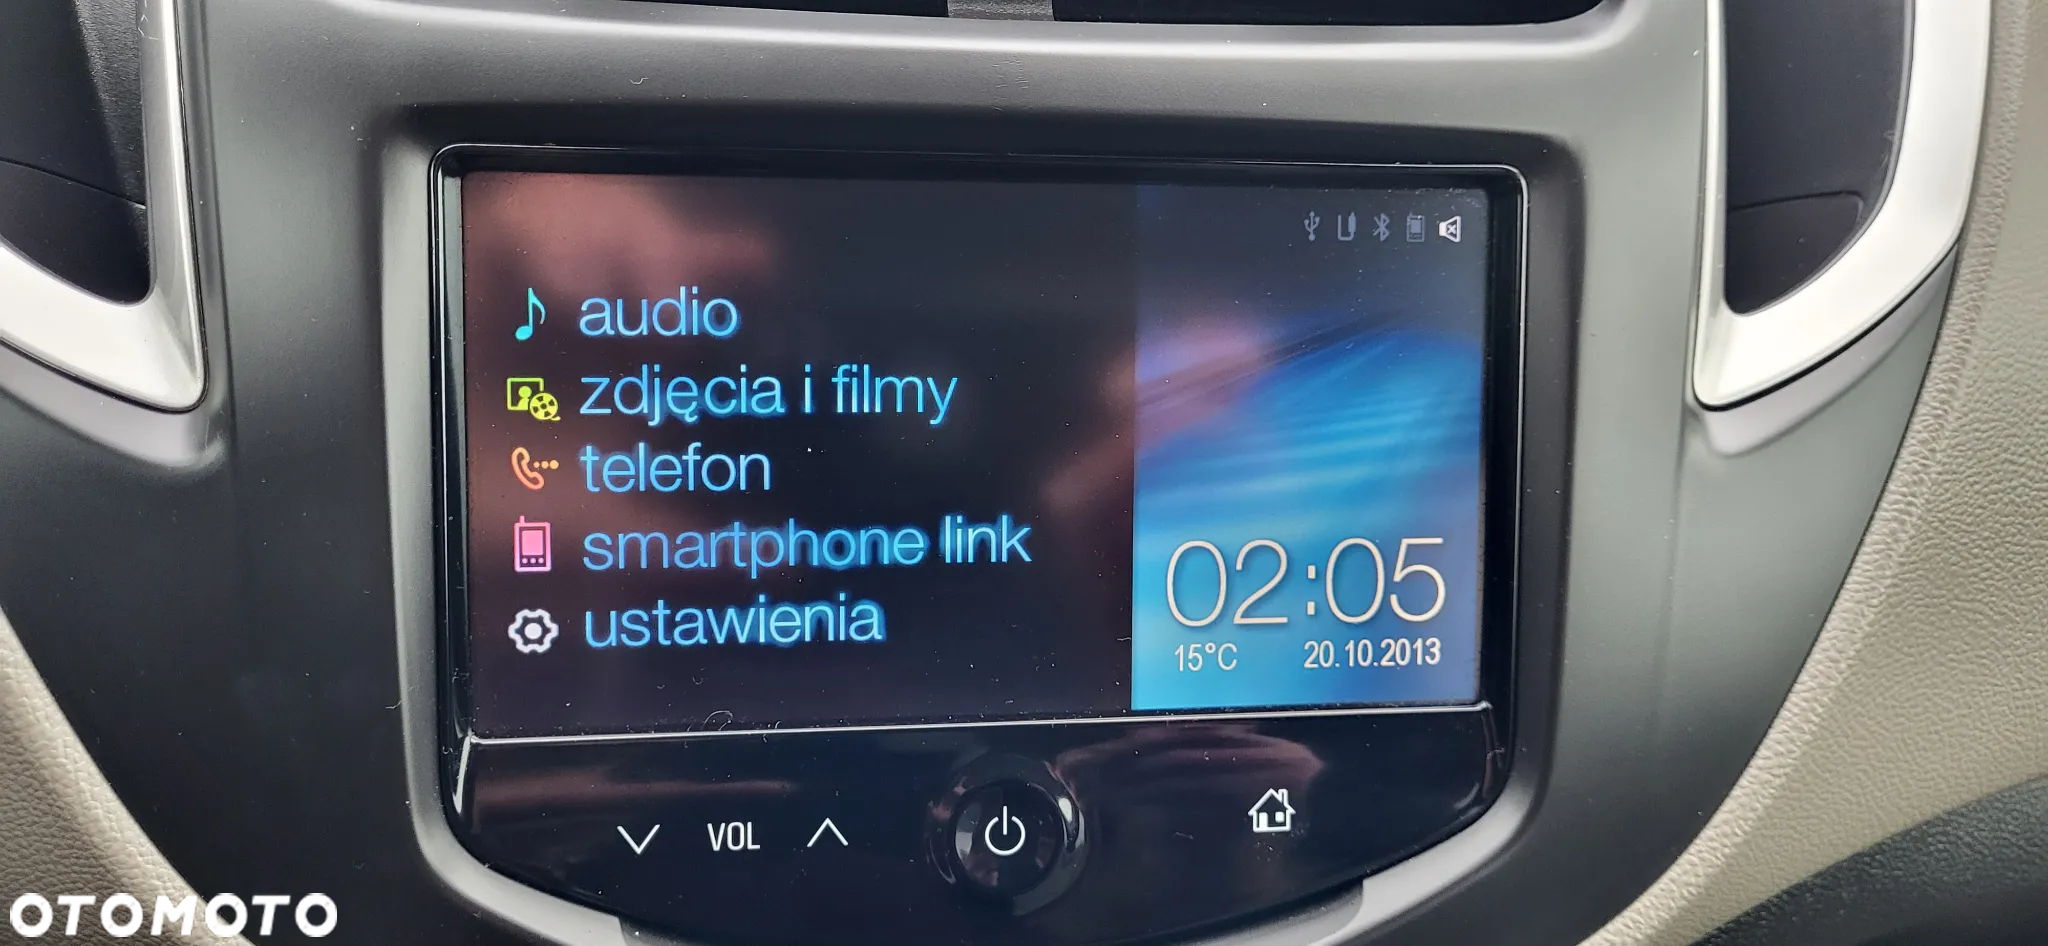 audio
zdjęcia i filmy
telefon
smartphone link
ustawienia
02:05
15°C 20.10.2013
VOL
OTOMOTO